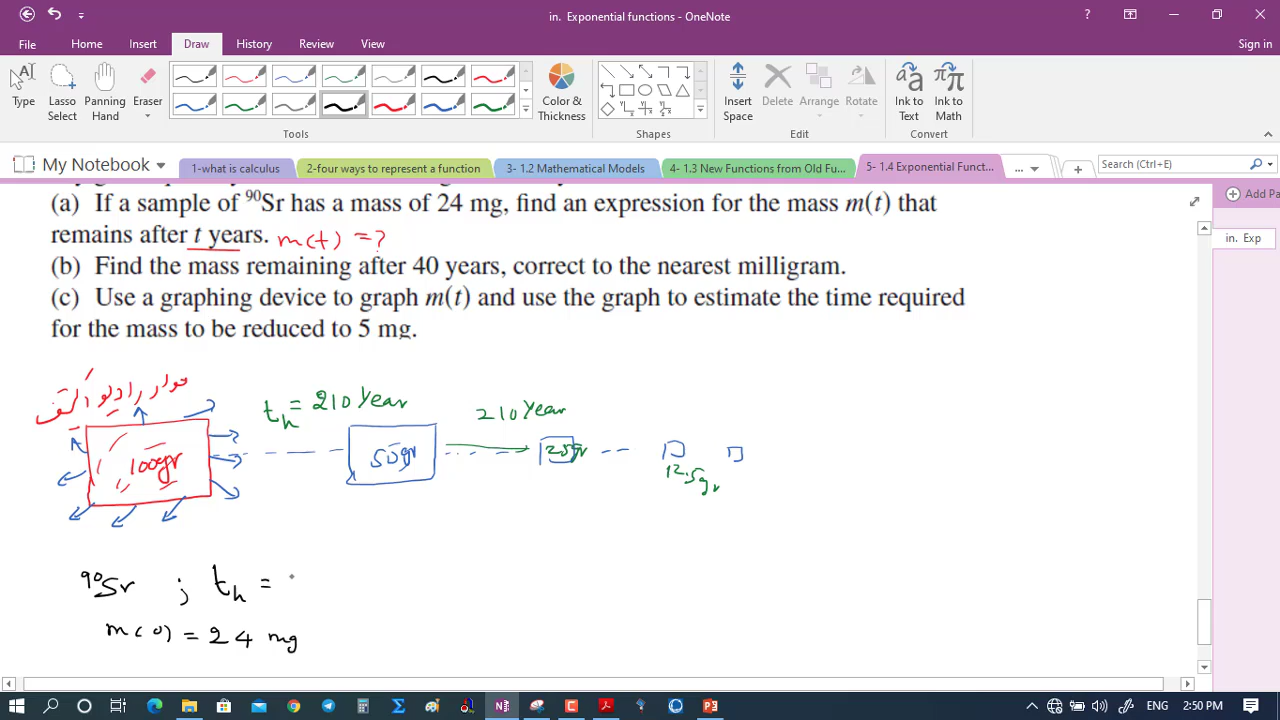 in. Exponential functions - OneNote
?
File Home Insert Draw History Review View Sign in
Type
Lasso Select
Panning Hand
Eraser
Color & Thickness
Insert Space
Delete
Arrange
Rotate
Ink to Text
Ink to Math
Tools Shapes Edit Convert
My Notebook 1-what is calculus 2-four ways to represent a function 3- 1.2 Mathematical Models 4- 1.3 New Functions from Old Fu... 5- 1.4 Exponential Funct... ... Search (Ctrl+E)
Add Pa
in. Exp
(a) If a sample of ⁹⁰Sr has a mass of 24 mg, find an expression for the mass m(t) that
remains after t years. m(t) = ?
(b) Find the mass remaining after 40 years, correct to the nearest milligram.
(c) Use a graphing device to graph m(t) and use the graph to estimate the time required
for the mass to be reduced to 5 mg.
مواد رادیو اکتیو
t_h = 210 Year 210 Year
100gr 50gr 25gr 12.5gr
⁹⁰Sr ; t_h =
m(0) = 24 mg
ENG 2:50 PM